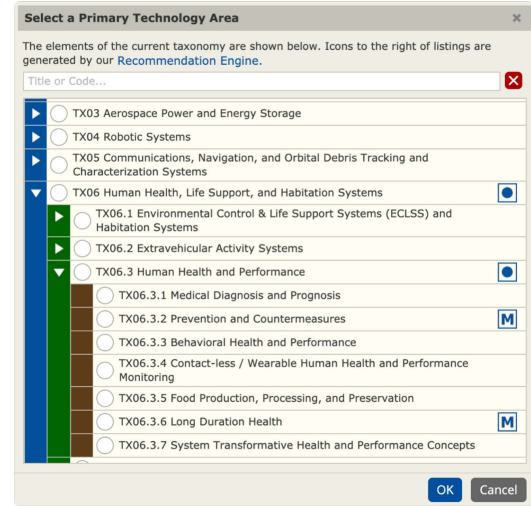 Select a Primary Technology Area ×
The elements of the current taxonomy are shown below. Icons to the right of listings are
generated by our Recommendation Engine.
Title or Code...
TX03 Aerospace Power and Energy Storage
TX04 Robotic Systems
TX05 Communications, Navigation, and Orbital Debris Tracking and
Characterization Systems
TX06 Human Health, Life Support, and Habitation Systems
TX06.1 Environmental Control & Life Support Systems (ECLSS) and
Habitation Systems
TX06.2 Extravehicular Activity Systems
TX06.3 Human Health and Performance
TX06.3.1 Medical Diagnosis and Prognosis
TX06.3.2 Prevention and Countermeasures M
TX06.3.3 Behavioral Health and Performance
TX06.3.4 Contact-less / Wearable Human Health and Performance
Monitoring
TX06.3.5 Food Production, Processing, and Preservation
TX06.3.6 Long Duration Health M
TX06.3.7 System Transformative Health and Performance Concepts
OK Cancel